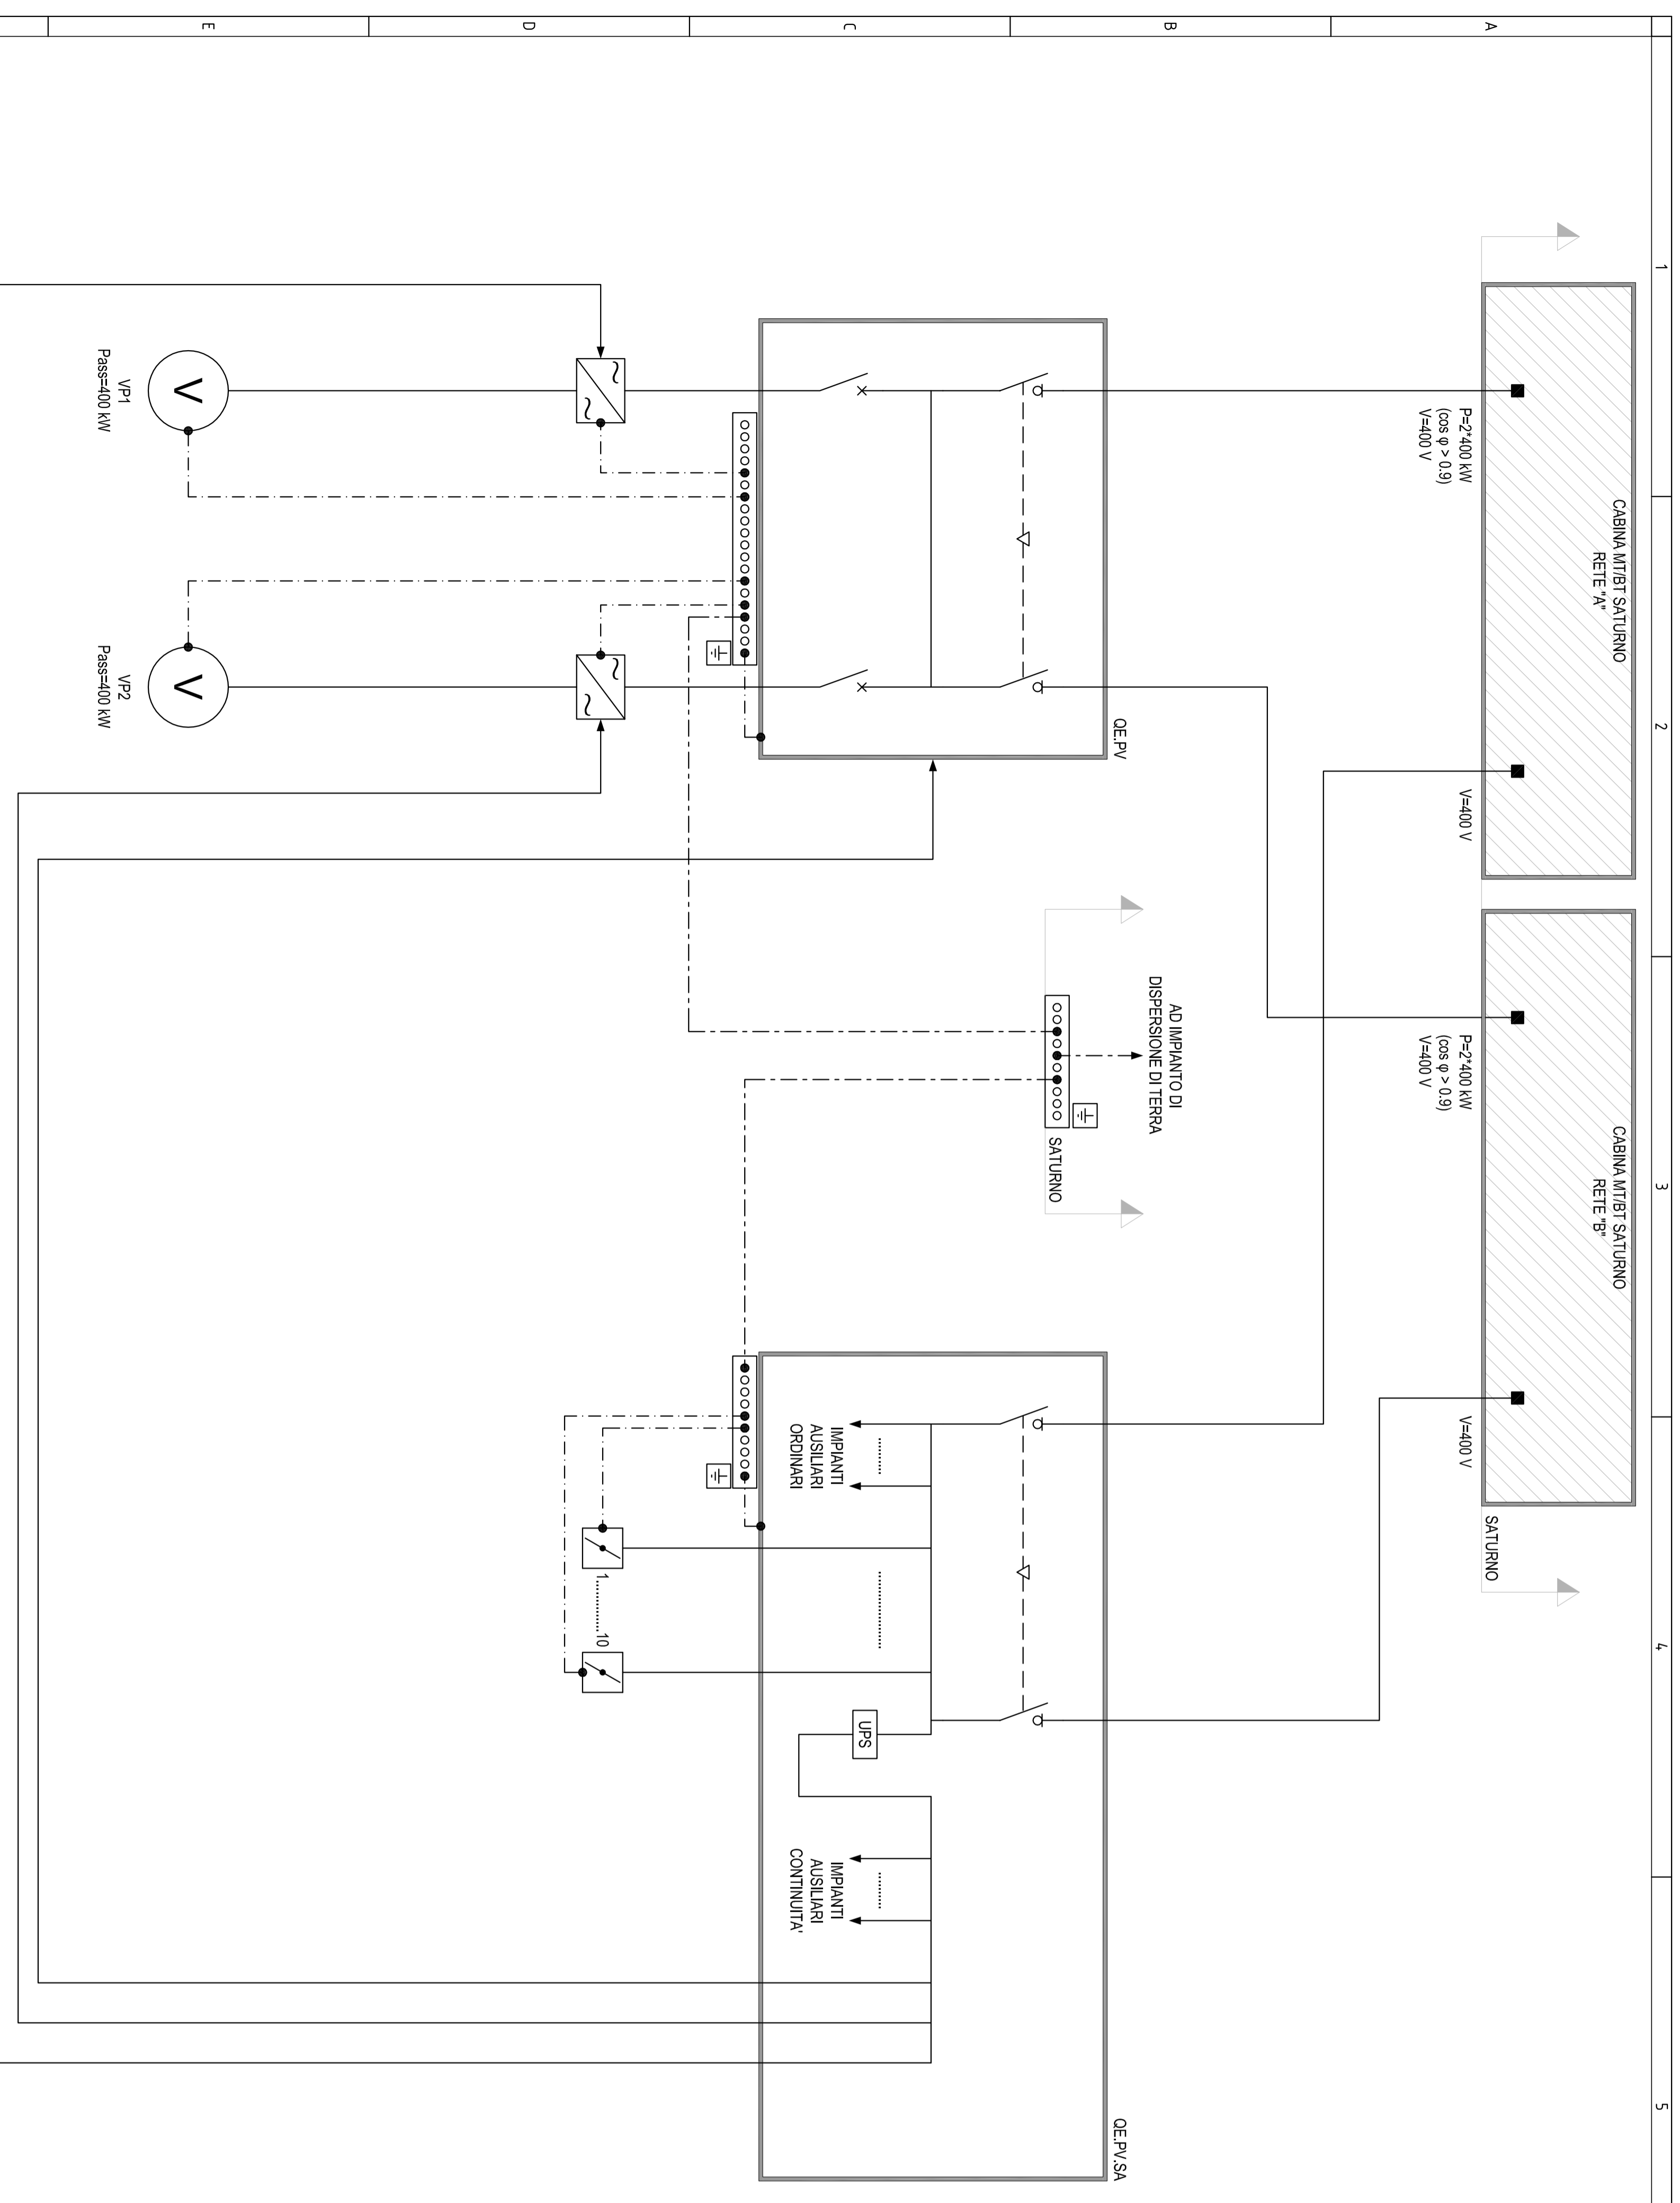 1
2
3
4
5
A
B
C
D
E
CABINA MT/BT SATURNO
RETE "A"
CABINA MT/BT SATURNO
RETE "B"
P=2*400 kW
(cos φ > 0.9)
V=400 V
V=400 V
P=2*400 kW
(cos φ > 0.9)
V=400 V
V=400 V
SATURNO
AD IMPIANTO DI
DISPERSIONE DI TERRA
SATURNO
QE.PV
QE.PV.SA
IMPIANTI
AUSILIARI
ORDINARI
UPS
IMPIANTI
AUSILIARI
CONTINUITA'
1.............10
V
VP1
Pass=400 kW
V
VP2
Pass=400 kW